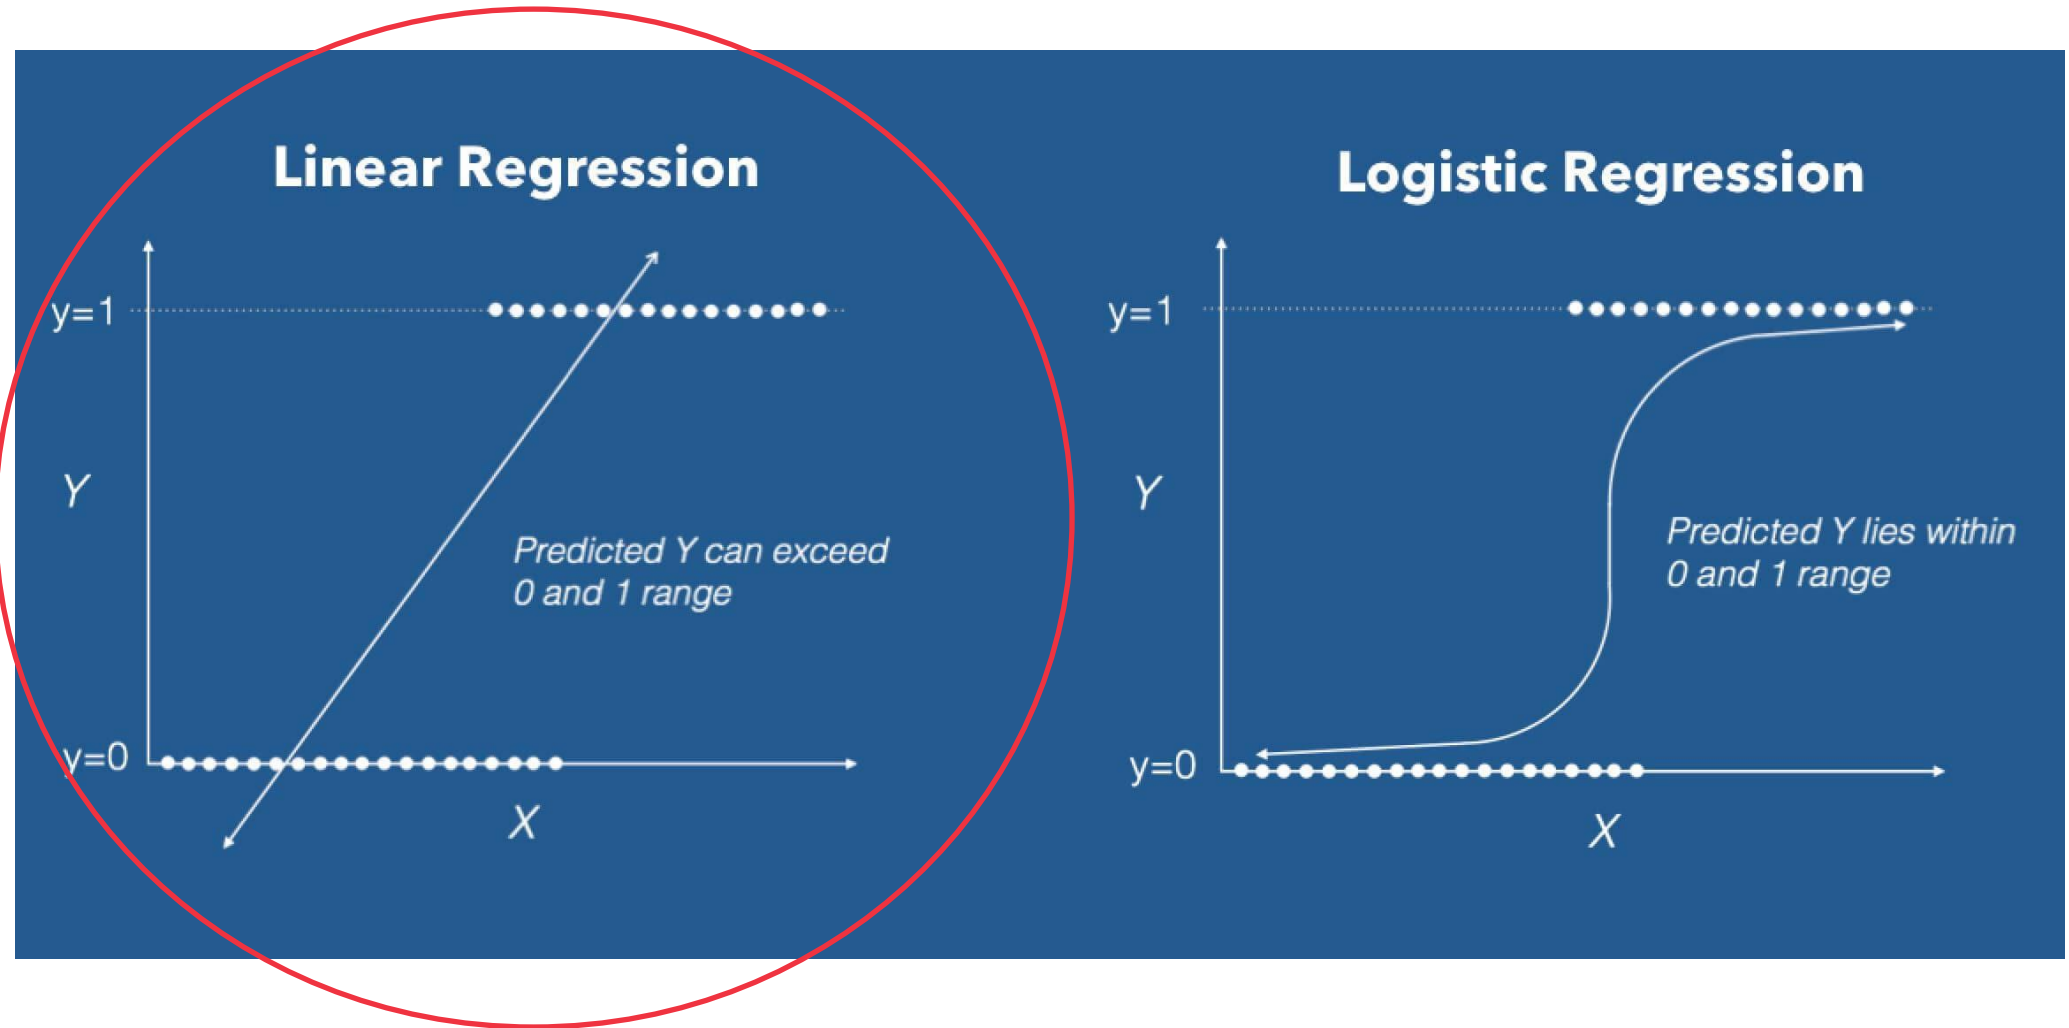 Linear Regression
y=1
Y
Predicted Y can exceed
0 and 1 range
y=0
X
Logistic Regression
y=1
Y
Predicted Y lies within
0 and 1 range
y=0
X